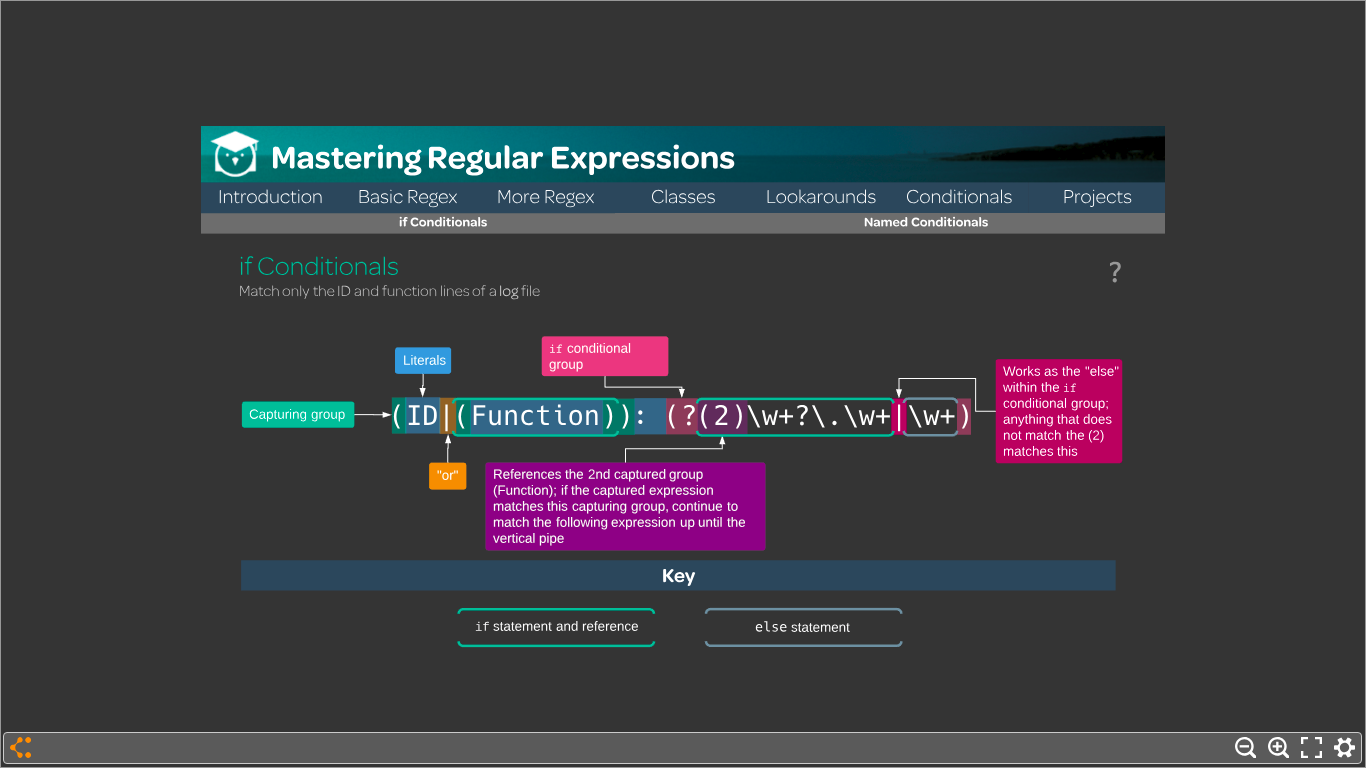 Mastering Regular Expressions
Introduction Basic Regex More Regex Classes Lookarounds Conditionals Projects
if Conditionals Named Conditionals
if Conditionals
?
Match only the ID and function lines of a log file
Literals
if conditional
group
Capturing group
(ID|(Function)): (?(2)\w+?\.\w+|\w+)
Works as the "else"
within the if
conditional group;
anything that does
not match the (2)
matches this
"or"
References the 2nd captured group
(Function); if the captured expression
matches this capturing group, continue to
match the following expression up until the
vertical pipe
Key
if statement and reference
else statement